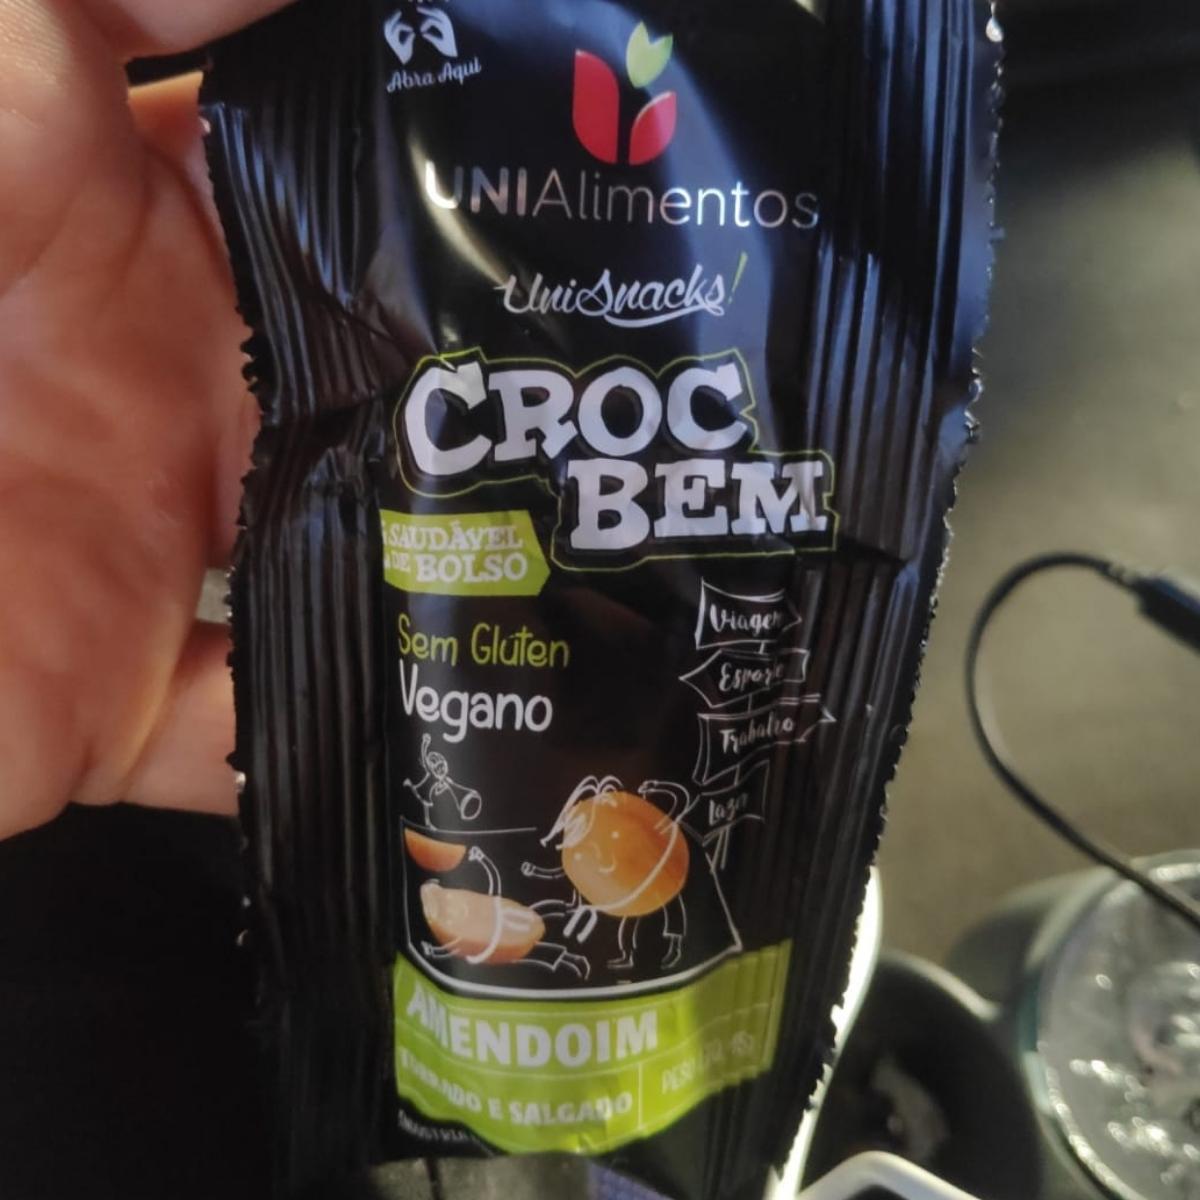 Abra Aqui
UNIAlimentos
UniSnacks!
CROC
BEM
SAUDÁVEL
DE BOLSO
Sem Glúten
Vegano
Viagem
Esporte
Trabalho
Lazer
AMENDOIM
TORRADO E SALGADO